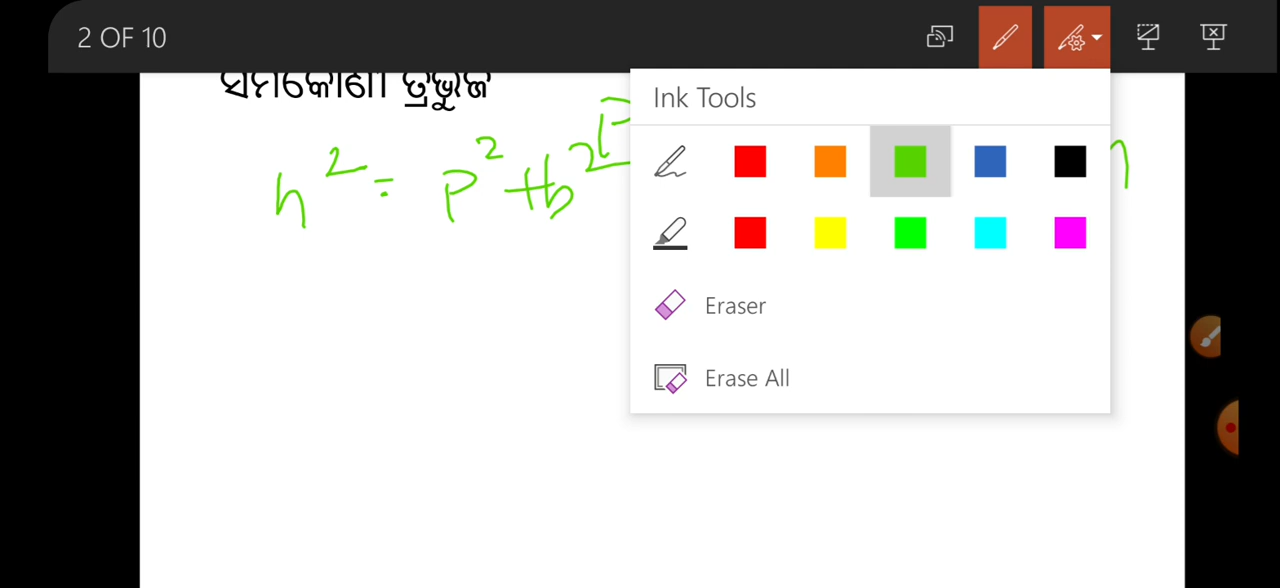 2 OF 10
ସମକୋଣୀ ତ୍ରିଭୁଜ
Ink Tools
h² = p² + b²
Eraser
Erase All